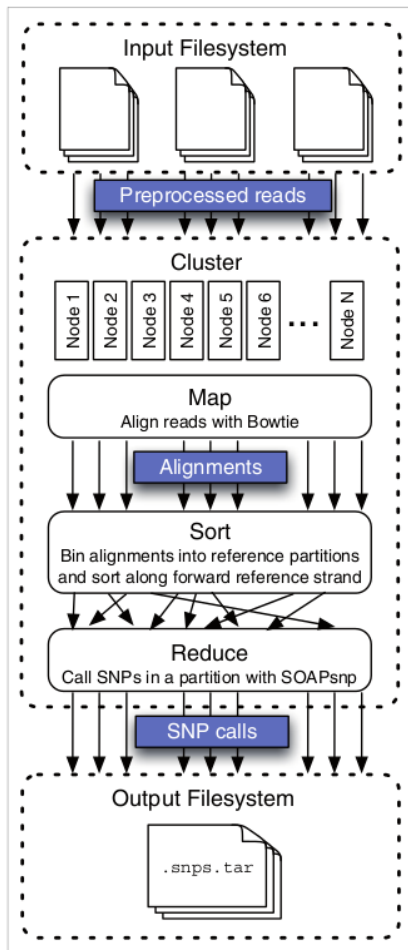 Input Filesystem
Preprocessed reads
Cluster
Node 1
Node 2
Node 3
Node 4
Node 5
Node 6
...
Node N
Map
Align reads with Bowtie
Alignments
Sort
Bin alignments into reference partitions
and sort along forward reference strand
Reduce
Call SNPs in a partition with SOAPsnp
SNP calls
Output Filesystem
.snps.tar